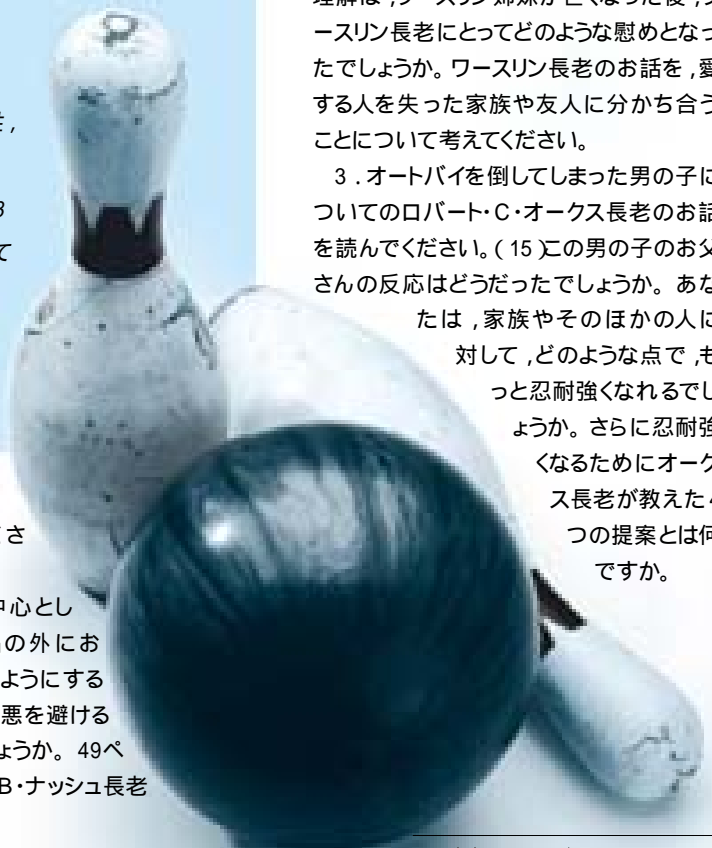 ースリン長老にとってどのような慰めとなっ
たでしょうか。ワースリン長老のお話を,愛
する人を失った家族や友人に分かち合う
ことについて考えてください。
3.オートバイを倒してしまった男の子に
ついてのロバート・C・オークス長老のお話
を読んでください。(15)この男の子のお父
さんの反応はどうだったでしょうか。あな
たは,家族やそのほかの人に
対して,どのような点で,も
っと忍耐強くなれるでし
ょうか。さらに忍耐強
くなるためにオーク
ス長老が教えた
つの提案とは何
ですか。
て
さ
中心とし
の外にお
ようにする
悪を避ける
ょうか。49ペ
B・ナッシュ長老